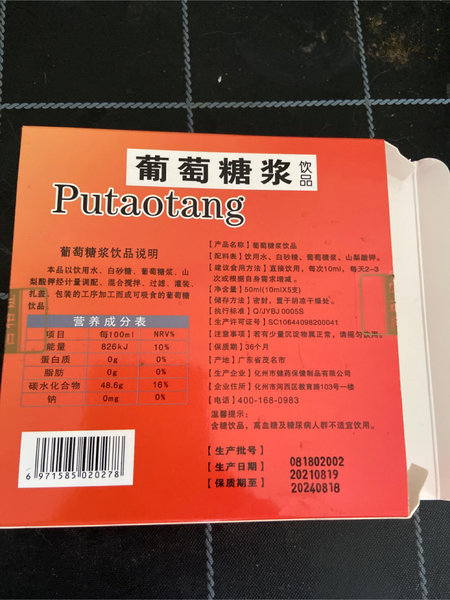 葡萄糖浆饮品
Putaotang
葡萄糖浆饮品说明
本品以饮用水、白砂糖、葡萄糖浆、山
梨酸钾经计量调配、混合搅拌、过滤、灌装、
扎盖、包装的工序加工而成可吸食的葡萄糖
饮品。
营养成分表
项目 每100ml NRV%
能量 826kJ 10%
蛋白质 0g 0%
脂肪 0g 0%
碳水化合物 48.6g 16%
钠 0mg 0%
6 971585 020278
【产品名称】葡萄糖浆饮品
【配料表】饮用水、白砂糖、葡萄糖浆、山梨酸钾。
【建议食用方法】直接饮用，每次10ml，每天2-3
次或根据自身需求增减。
【净含量】50ml(10mlX5支)
【储存方法】密封，置于阴凉干燥处。
【执行标准】Q/JYBJ 0005S
【生产许可证号】SC10644098200041
【注意事项】若有少量沉淀物属正常，请摇匀饮用。
【保质期】36个月
【产地】广东省茂名市
【生产企业】化州市健药保健制品有限公司
【企业住所】化州市河西区教育路103号一楼
【电话】400-168-0983
温馨提示：
含糖饮品，高血糖及糖尿病人群不适宜饮用。
【生产批号】 081802002
【生产日期】 20210819
【保质期至】 20240818